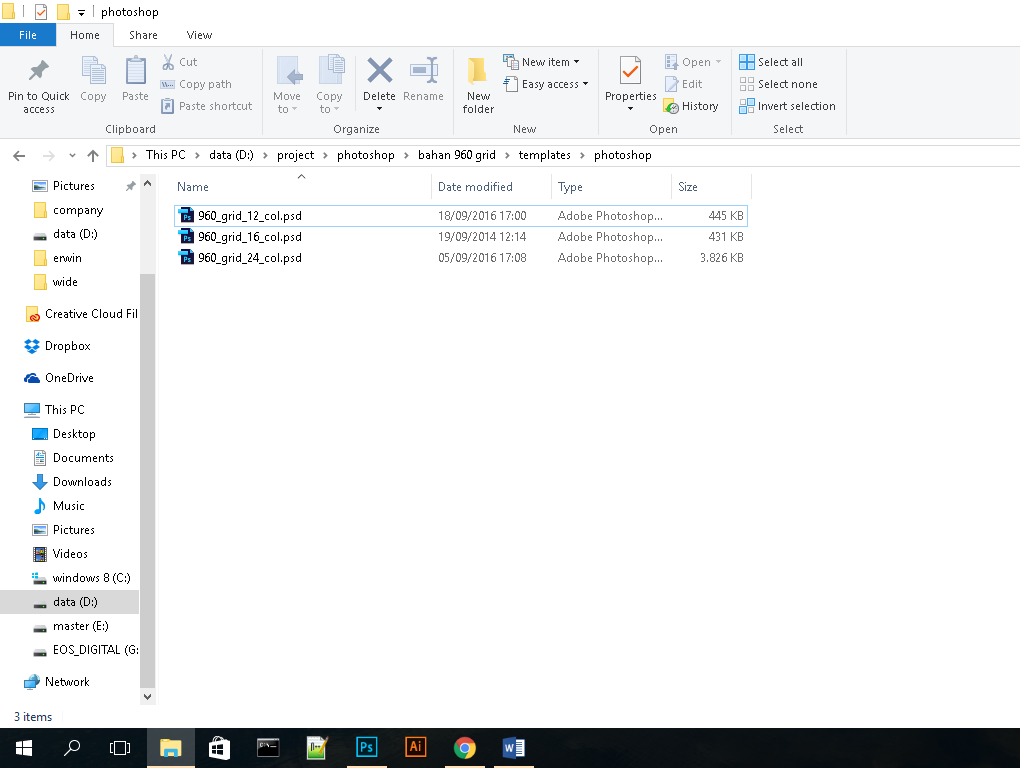 photoshop
File Home Share View
Pin to Quick access
Copy
Paste
Cut
Copy path
Paste shortcut
Clipboard
Move to
Copy to
Delete
Rename
Organize
New folder
New item
Easy access
New
Properties
Open
Edit
History
Open
Select all
Select none
Invert selection
Select
This PC > data (D:) > project > photoshop > bahan 960 grid > templates > photoshop
Pictures
company
data (D:)
erwin
wide
Creative Cloud Fil
Dropbox
OneDrive
This PC
Desktop
Documents
Downloads
Music
Pictures
Videos
windows 8 (C:)
data (D:)
master (E:)
EOS_DIGITAL (G:
Network
Name Date modified Type Size
Ps 960_grid_12_col.psd 18/09/2016 17:00 Adobe Photoshop... 445 KB
Ps 960_grid_16_col.psd 19/09/2014 12:14 Adobe Photoshop... 431 KB
Ps 960_grid_24_col.psd 05/09/2016 17:08 Adobe Photoshop... 3.826 KB
3 items
Ps Ai